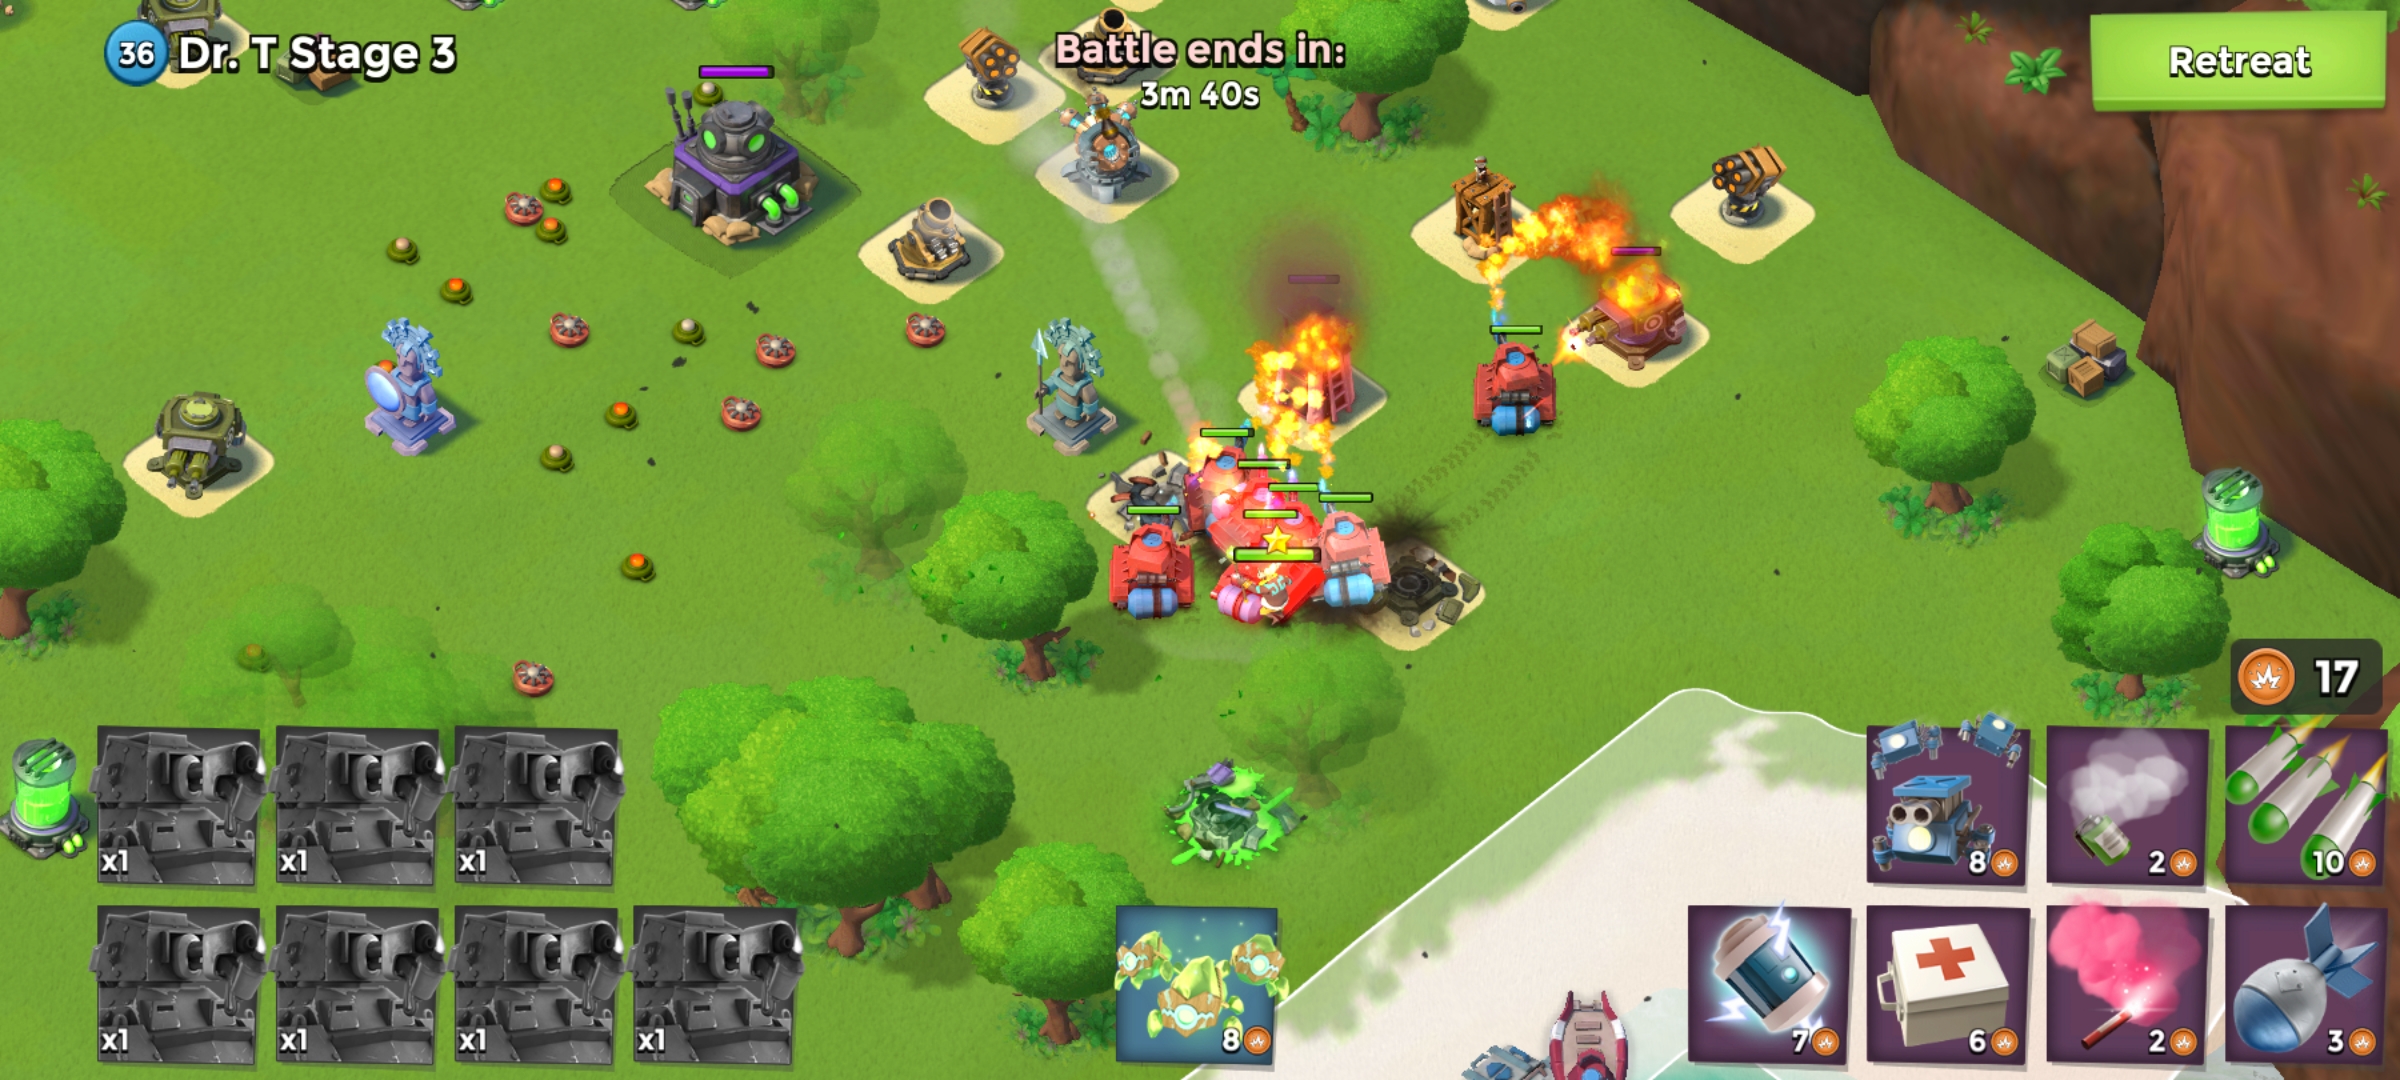 36 Dr. T Stage 3
Battle ends in:
3m 40s
Retreat
17
x1 x1 x1
8 2 10
x1 x1 x1 x1
8 7 6 2 3